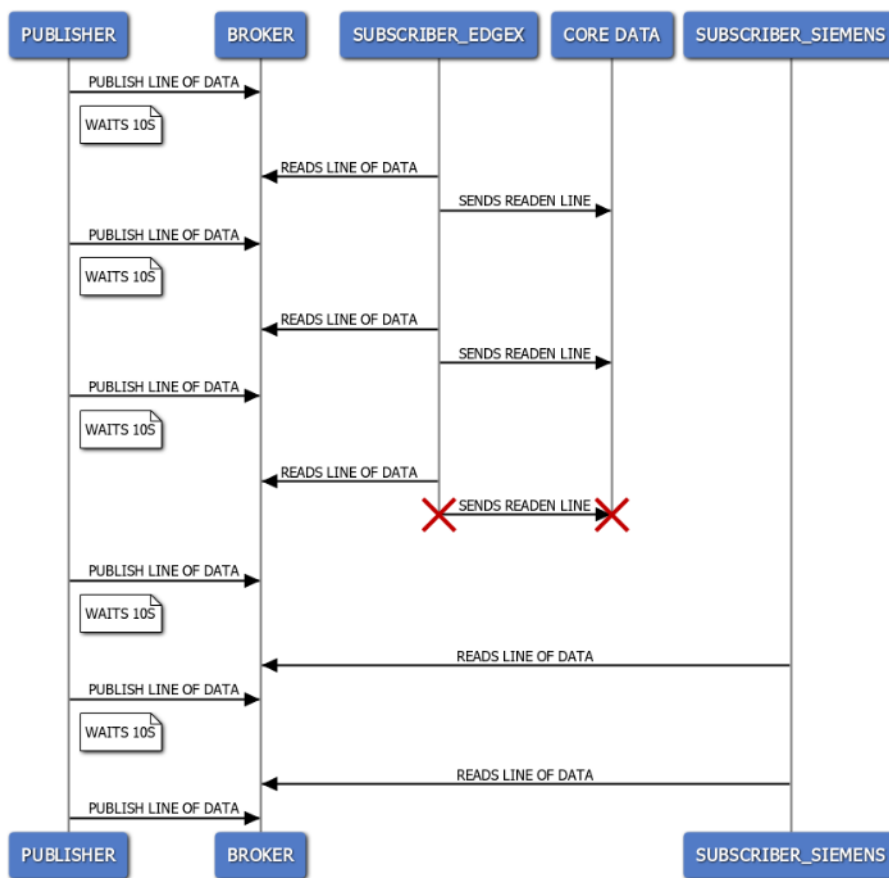 PUBLISHER
BROKER
SUBSCRIBER_EDGEX
CORE DATA
SUBSCRIBER_SIEMENS
PUBLISH LINE OF DATA
WAITS 10S
READS LINE OF DATA
SENDS READEN LINE
PUBLISH LINE OF DATA
WAITS 10S
READS LINE OF DATA
SENDS READEN LINE
PUBLISH LINE OF DATA
WAITS 10S
READS LINE OF DATA
SENDS READEN LINE
PUBLISH LINE OF DATA
WAITS 10S
READS LINE OF DATA
PUBLISH LINE OF DATA
WAITS 10S
READS LINE OF DATA
PUBLISH LINE OF DATA
PUBLISHER
BROKER
SUBSCRIBER_SIEMENS